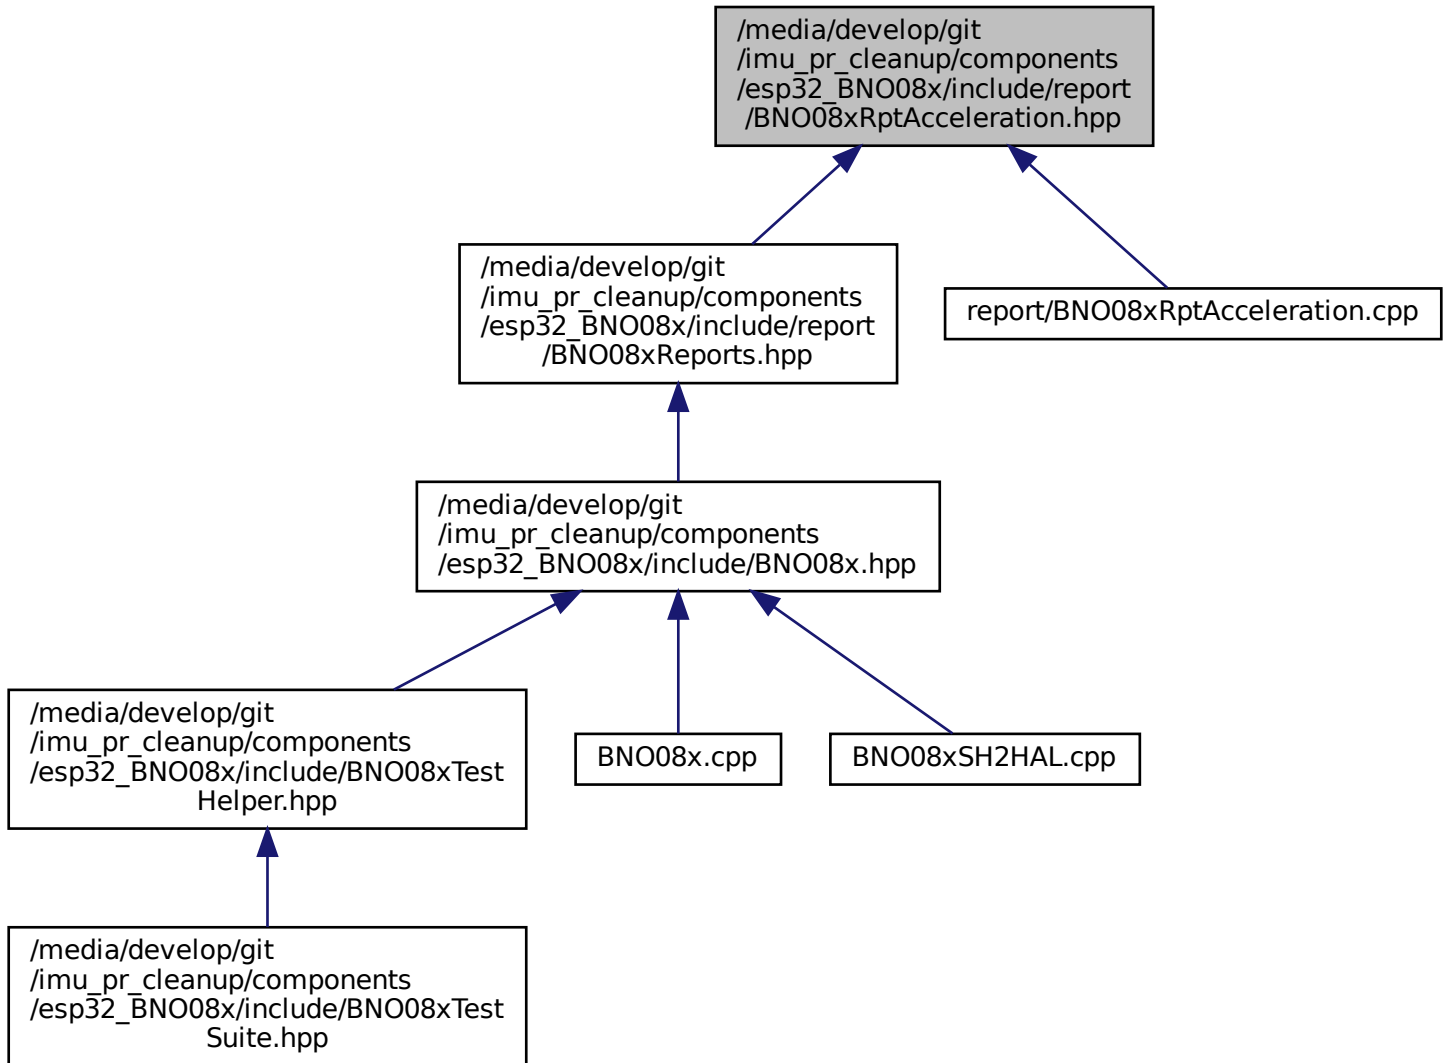 /media/develop/git
/imu_pr_cleanup/components
/esp32_BNO08x/include/report
/BNO08xRptAcceleration.hpp
/media/develop/git
/imu_pr_cleanup/components
/esp32_BNO08x/include/report
/BNO08xReports.hpp
report/BNO08xRptAcceleration.cpp
/media/develop/git
/imu_pr_cleanup/components
/esp32_BNO08x/include/BNO08x.hpp
/media/develop/git
/imu_pr_cleanup/components
/esp32_BNO08x/include/BNO08xTest
Helper.hpp
BNO08x.cpp
BNO08xSH2HAL.cpp
/media/develop/git
/imu_pr_cleanup/components
/esp32_BNO08x/include/BNO08xTest
Suite.hpp